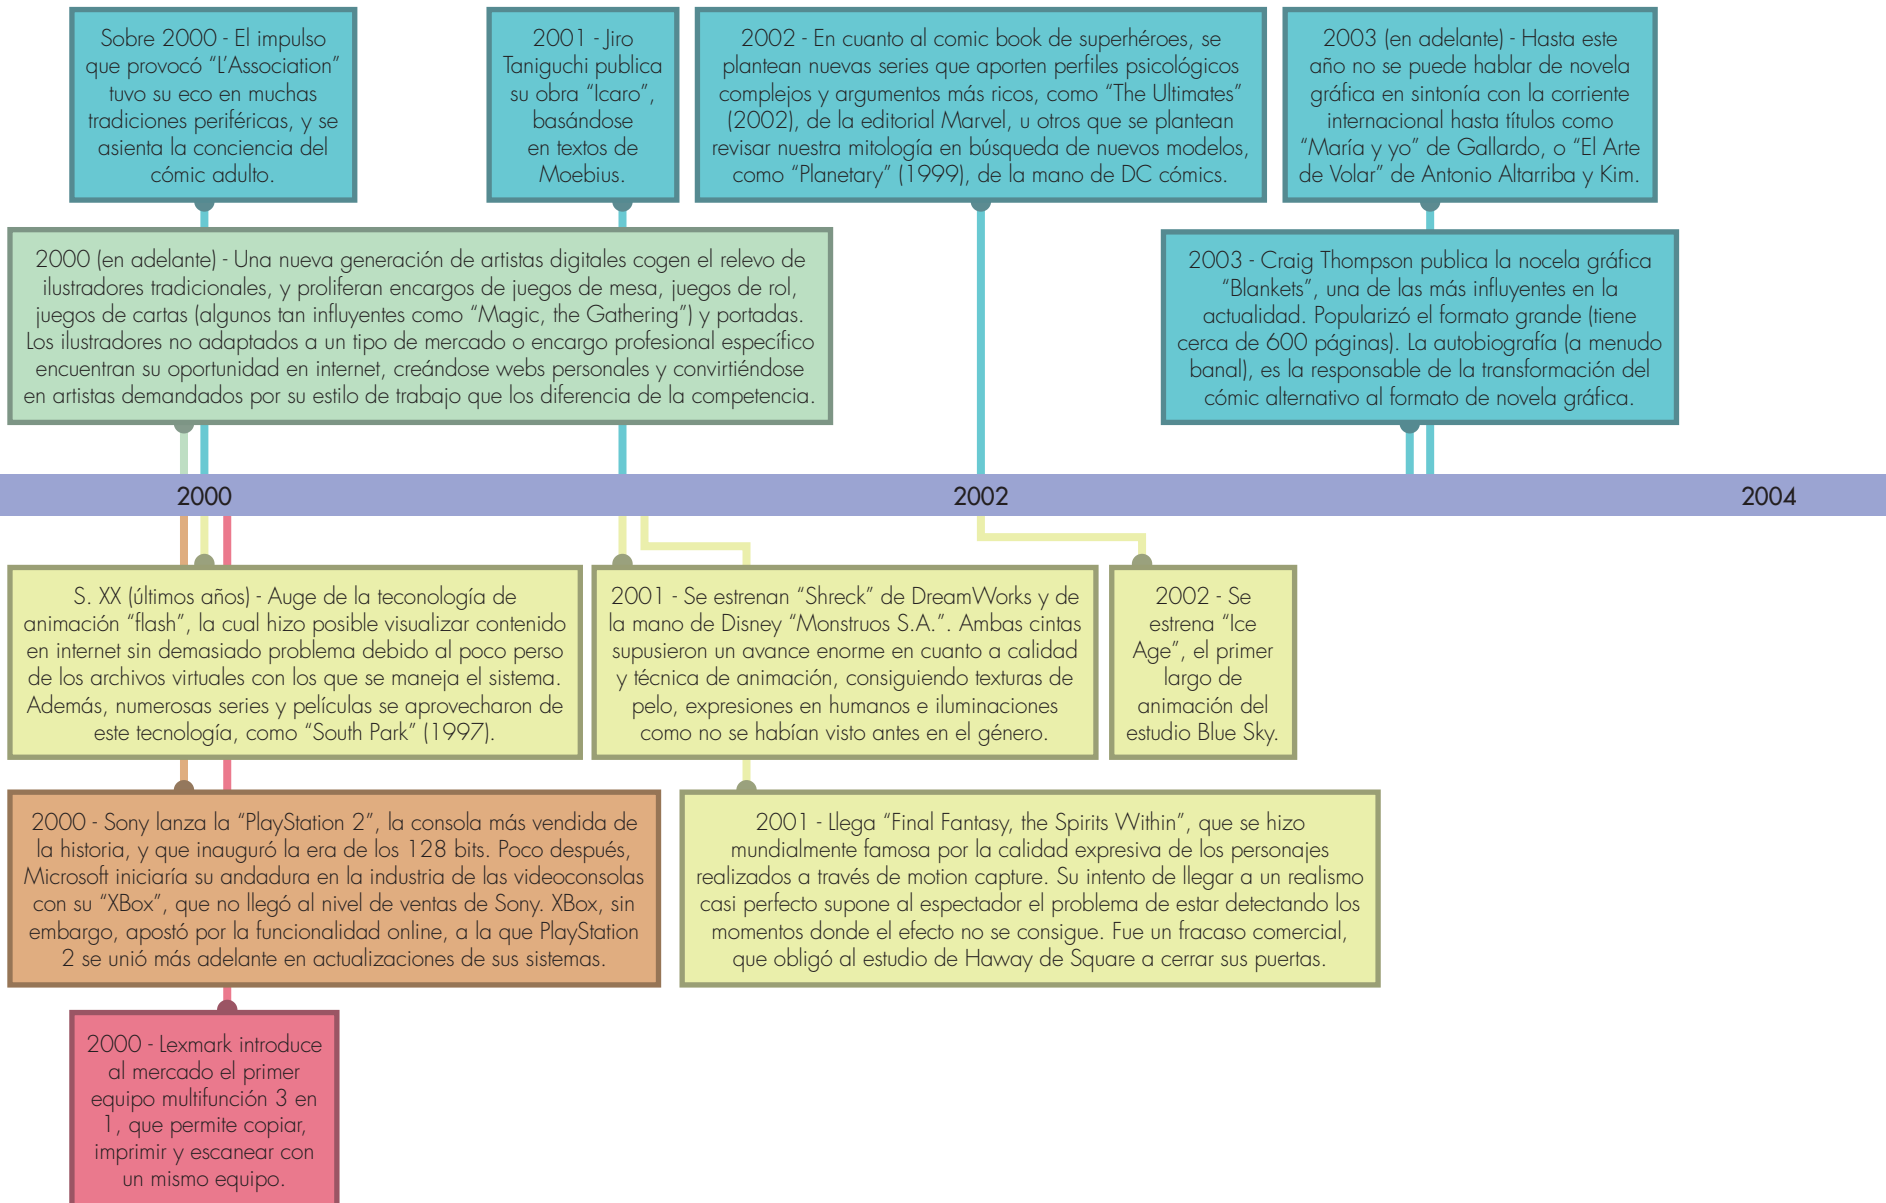 Sobre 2000 - El impulso
que provocó “L’Association”
tuvo su eco en muchas
tradiciones periféricas, y se
asienta la conciencia del
cómic adulto.
2001 - Jiro
Taniguchi publica
su obra “Icaro”,
basándose
en textos de
Moebius.
2002 - En cuanto al comic book de superhéroes, se
plantean nuevas series que aporten perfiles psicológicos
complejos y argumentos más ricos, como “The Ultimates”
(2002), de la editorial Marvel, u otros que se plantean
revisar nuestra mitología en búsqueda de nuevos modelos,
como “Planetary” (1999), de la mano de DC cómics.
2003 (en adelante) - Hasta este
año no se puede hablar de novela
gráfica en sintonía con la corriente
internacional hasta títulos como
“María y yo” de Gallardo, o “El Arte
de Volar” de Antonio Altarriba y Kim.
2000 (en adelante) - Una nueva generación de artistas digitales cogen el relevo de
ilustradores tradicionales, y proliferan encargos de juegos de mesa, juegos de rol,
juegos de cartas (algunos tan influyentes como “Magic, the Gathering”) y portadas.
Los ilustradores no adaptados a un tipo de mercado o encargo profesional específico
encuentran su oportunidad en internet, creándose webs personales y convirtiéndose
en artistas demandados por su estilo de trabajo que los diferencia de la competencia.
2003 - Craig Thompson publica la nocela gráfica
“Blankets”, una de las más influyentes en la
actualidad. Popularizó el formato grande (tiene
cerca de 600 páginas). La autobiografía (a menudo
banal), es la responsable de la transformación del
cómic alternativo al formato de novela gráfica.
2000
2002
2004
S. XX (últimos años) - Auge de la teconología de
animación “flash”, la cual hizo posible visualizar contenido
en internet sin demasiado problema debido al poco perso
de los archivos virtuales con los que se maneja el sistema.
Además, numerosas series y películas se aprovecharon de
este tecnología, como “South Park” (1997).
2001 - Se estrenan “Shreck” de DreamWorks y de
la mano de Disney “Monstruos S.A.”. Ambas cintas
supusieron un avance enorme en cuanto a calidad
y técnica de animación, consiguiendo texturas de
pelo, expresiones en humanos e iluminaciones
como no se habían visto antes en el género.
2002 - Se
estrena “Ice
Age”, el primer
largo de
animación del
estudio Blue Sky.
2000 - Sony lanza la “PlayStation 2”, la consola más vendida de
la historia, y que inauguró la era de los 128 bits. Poco después,
Microsoft iniciaría su andadura en la industria de las videoconsolas
con su “XBox”, que no llegó al nivel de ventas de Sony. XBox, sin
embargo, apostó por la funcionalidad online, a la que PlayStation
2 se unió más adelante en actualizaciones de sus sistemas.
2001 - Llega “Final Fantasy, the Spirits Within”, que se hizo
mundialmente famosa por la calidad expresiva de los personajes
realizados a través de motion capture. Su intento de llegar a un realismo
casi perfecto supone al espectador el problema de estar detectando los
momentos donde el efecto no se consigue. Fue un fracaso comercial,
que obligó al estudio de Haway de Square a cerrar sus puertas.
2000 - Lexmark introduce
al mercado el primer
equipo multifunción 3 en
1, que permite copiar,
imprimir y escanear con
un mismo equipo.